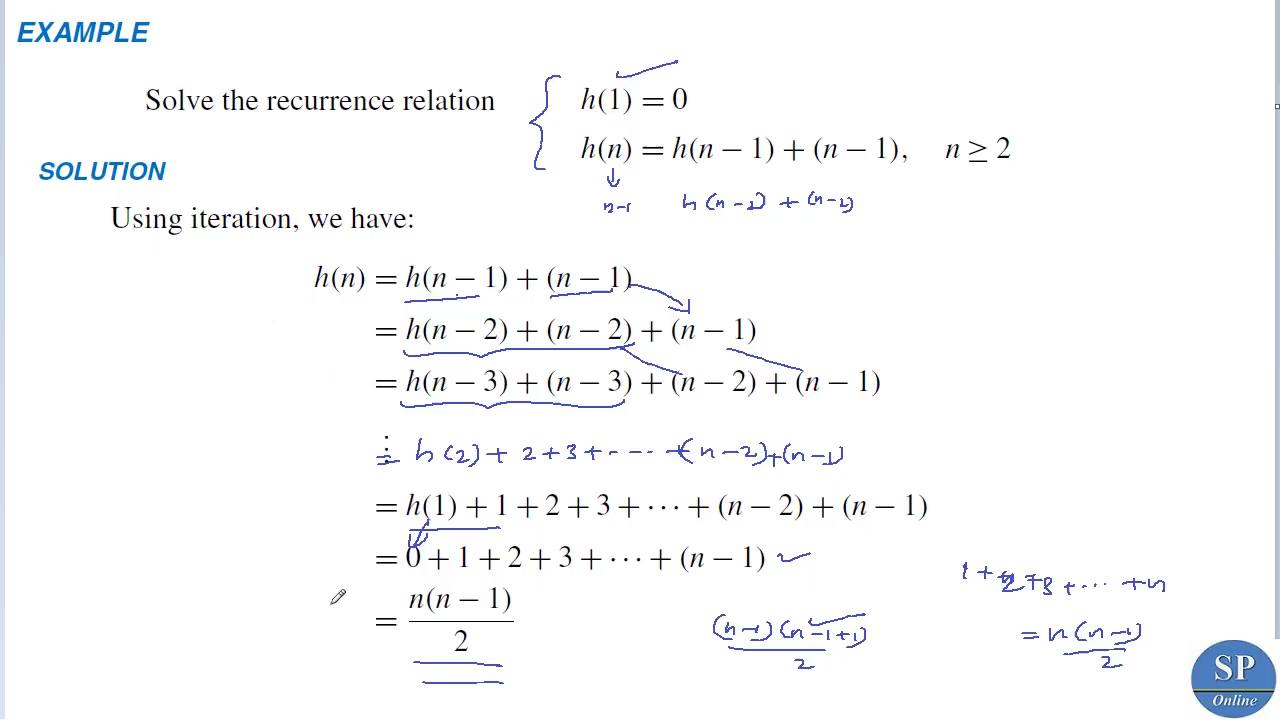 EXAMPLE
Solve the recurrence relation
h(1) = 0
h(n) = h(n − 1) + (n − 1), n ≥ 2
SOLUTION
n-1 h(n-2) + (n-2)
Using iteration, we have:
h(n) = h(n − 1) + (n − 1)
= h(n − 2) + (n − 2) + (n − 1)
= h(n − 3) + (n − 3) + (n − 2) + (n − 1)
⋮
= h(2) + 2 + 3 + ---- + (n-2) + (n-1)
= h(1) + 1 + 2 + 3 + ⋯ + (n − 2) + (n − 1)
= 0 + 1 + 2 + 3 + ⋯ + (n − 1) ✓
= n(n − 1)
2
(n-1)(n-1+1)
2
1 + 2 + 3 + ... + n
= n(n-1)
2
SP
Online